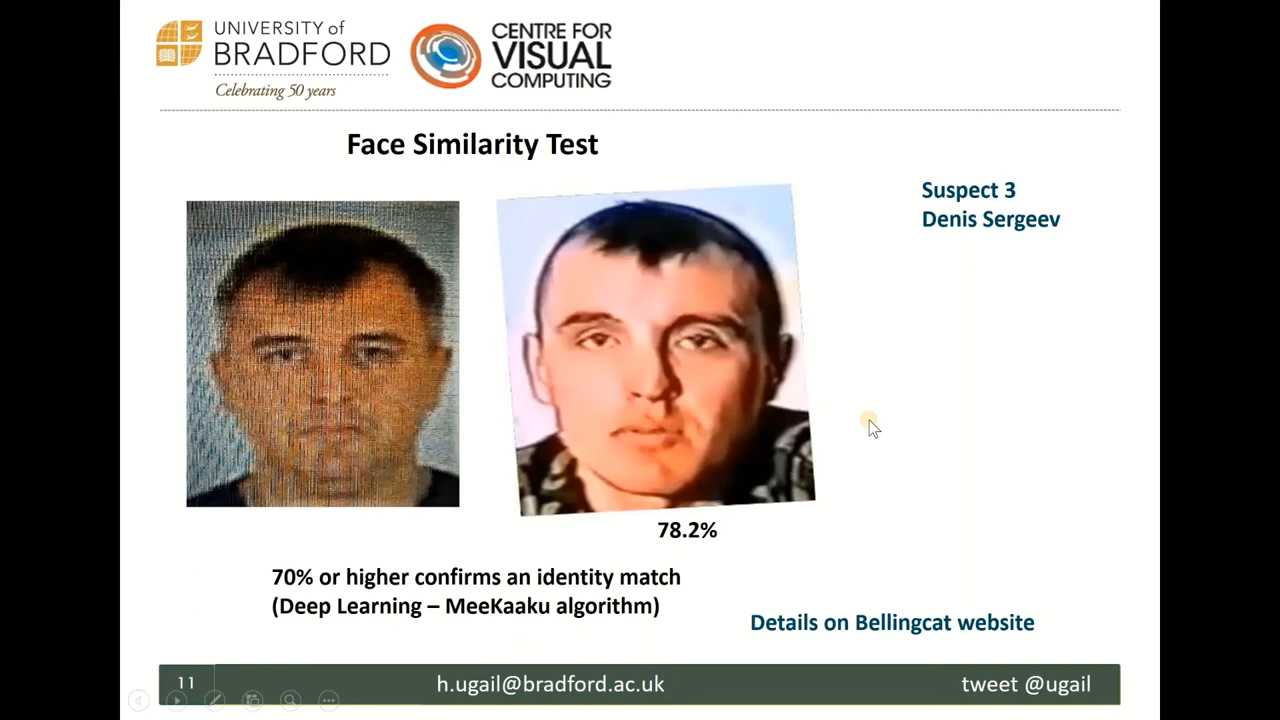 UNIVERSITY of
BRADFORD
Celebrating 50 years
CENTRE FOR
VISUAL
COMPUTING
Face Similarity Test
Suspect 3
Denis Sergeev
78.2%
70% or higher confirms an identity match
(Deep Learning – MeeKaaku algorithm)
Details on Bellingcat website
11
h.ugail@bradford.ac.uk
tweet @ugail